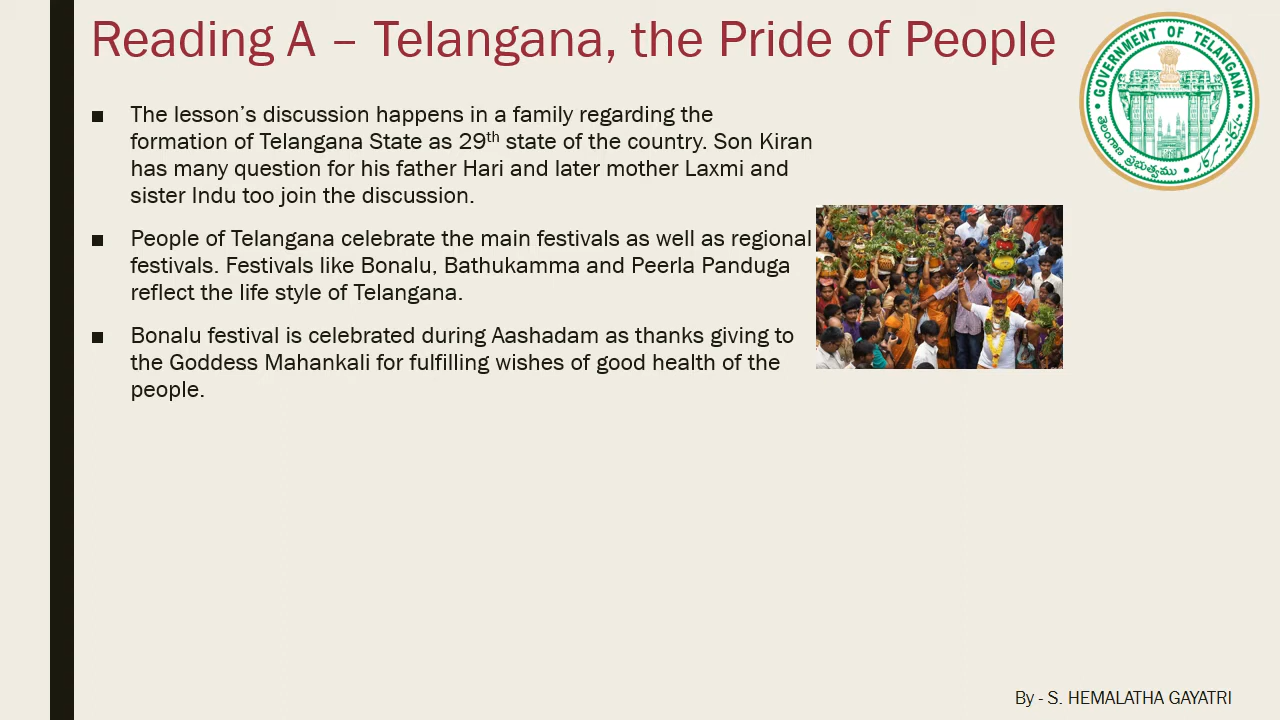 Reading A – Telangana, the Pride of People
GOVERNMENT OF TELANGANA
తెలంగాణ ప్రభుత్వము
■ The lesson's discussion happens in a family regarding the
formation of Telangana State as 29th state of the country. Son Kiran
has many question for his father Hari and later mother Laxmi and
sister Indu too join the discussion.
■ People of Telangana celebrate the main festivals as well as regional
festivals. Festivals like Bonalu, Bathukamma and Peerla Panduga
reflect the life style of Telangana.
■ Bonalu festival is celebrated during Aashadam as thanks giving to
the Goddess Mahankali for fulfilling wishes of good health of the
people.
By - S. HEMALATHA GAYATRI